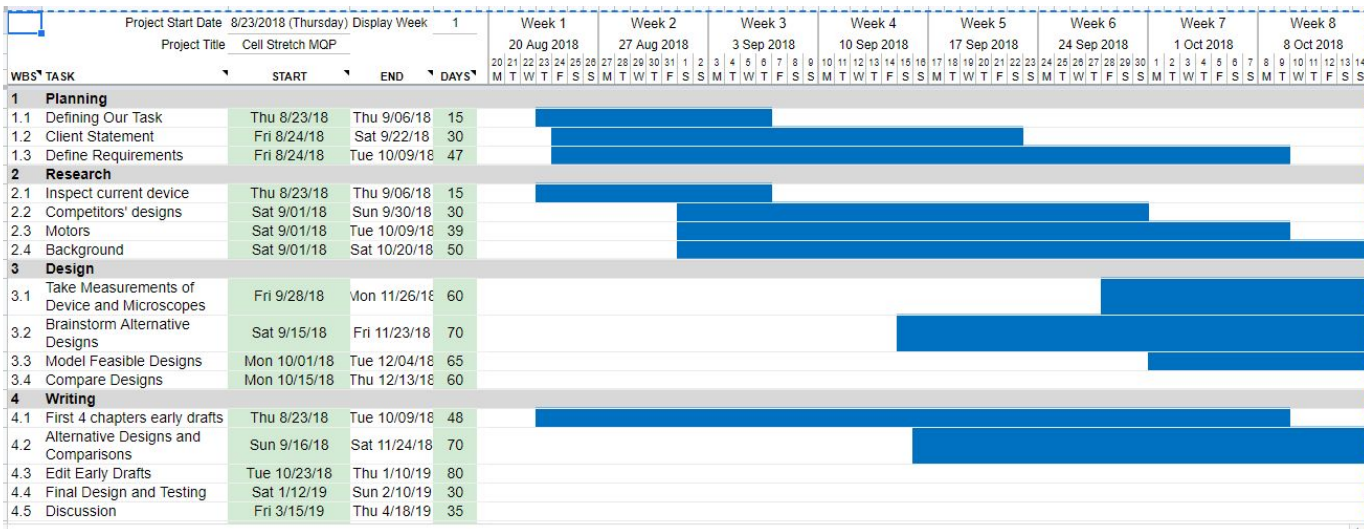 Project Start Date 8/23/2018 (Thursday) Display Week 1 Week 1 Week 2 Week 3 Week 4 Week 5 Week 6 Week 7 Week 8
Project Title Cell Stretch MQP 20 Aug 2018 27 Aug 2018 3 Sep 2018 10 Sep 2018 17 Sep 2018 24 Sep 2018 1 Oct 2018 8 Oct 2018
20 21 22 23 24 25 26 27 28 29 30 31 1 2 3 4 5 6 7 8 9 10 11 12 13 14 15 16 17 18 19 20 21 22 23 24 25 26 27 28 29 30 1 2 3 4 5 6 7 8 9 10 11 12 13 14
WBS TASK START END DAYS M T W T F S S M T W T F S S M T W T F S S M T W T F S S M T W T F S S M T W T F S S M T W T F S S M T W T F S S
1 Planning
1.1 Defining Our Task Thu 8/23/18 Thu 9/06/18 15
1.2 Client Statement Fri 8/24/18 Sat 9/22/18 30
1.3 Define Requirements Fri 8/24/18 Tue 10/09/18 47
2 Research
2.1 Inspect current device Thu 8/23/18 Thu 9/06/18 15
2.2 Competitors' designs Sat 9/01/18 Sun 9/30/18 30
2.3 Motors Sat 9/01/18 Tue 10/09/18 39
2.4 Background Sat 9/01/18 Sat 10/20/18 50
3 Design
3.1 Take Measurements of Device and Microscopes Fri 9/28/18 Mon 11/26/18 60
3.2 Brainstorm Alternative Designs Sat 9/15/18 Fri 11/23/18 70
3.3 Model Feasible Designs Mon 10/01/18 Tue 12/04/18 65
3.4 Compare Designs Mon 10/15/18 Thu 12/13/18 60
4 Writing
4.1 First 4 chapters early drafts Thu 8/23/18 Tue 10/09/18 48
4.2 Alternative Designs and Comparisons Sun 9/16/18 Sat 11/24/18 70
4.3 Edit Early Drafts Tue 10/23/18 Thu 1/10/19 80
4.4 Final Design and Testing Sat 1/12/19 Sun 2/10/19 30
4.5 Discussion Fri 3/15/19 Thu 4/18/19 35